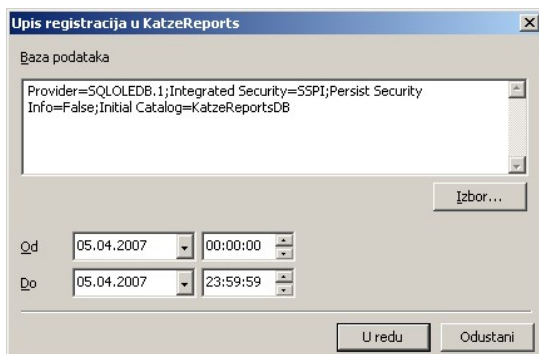 Upis registracija u KatzeReports
Baza podataka
Provider=SQLOLEDB.1;Integrated Security=SSPI;Persist Security
Info=False;Initial Catalog=KatzeReportsDB
Izbor...
Od 05.04.2007 00:00:00
Do 05.04.2007 23:59:59
U redu Odustani